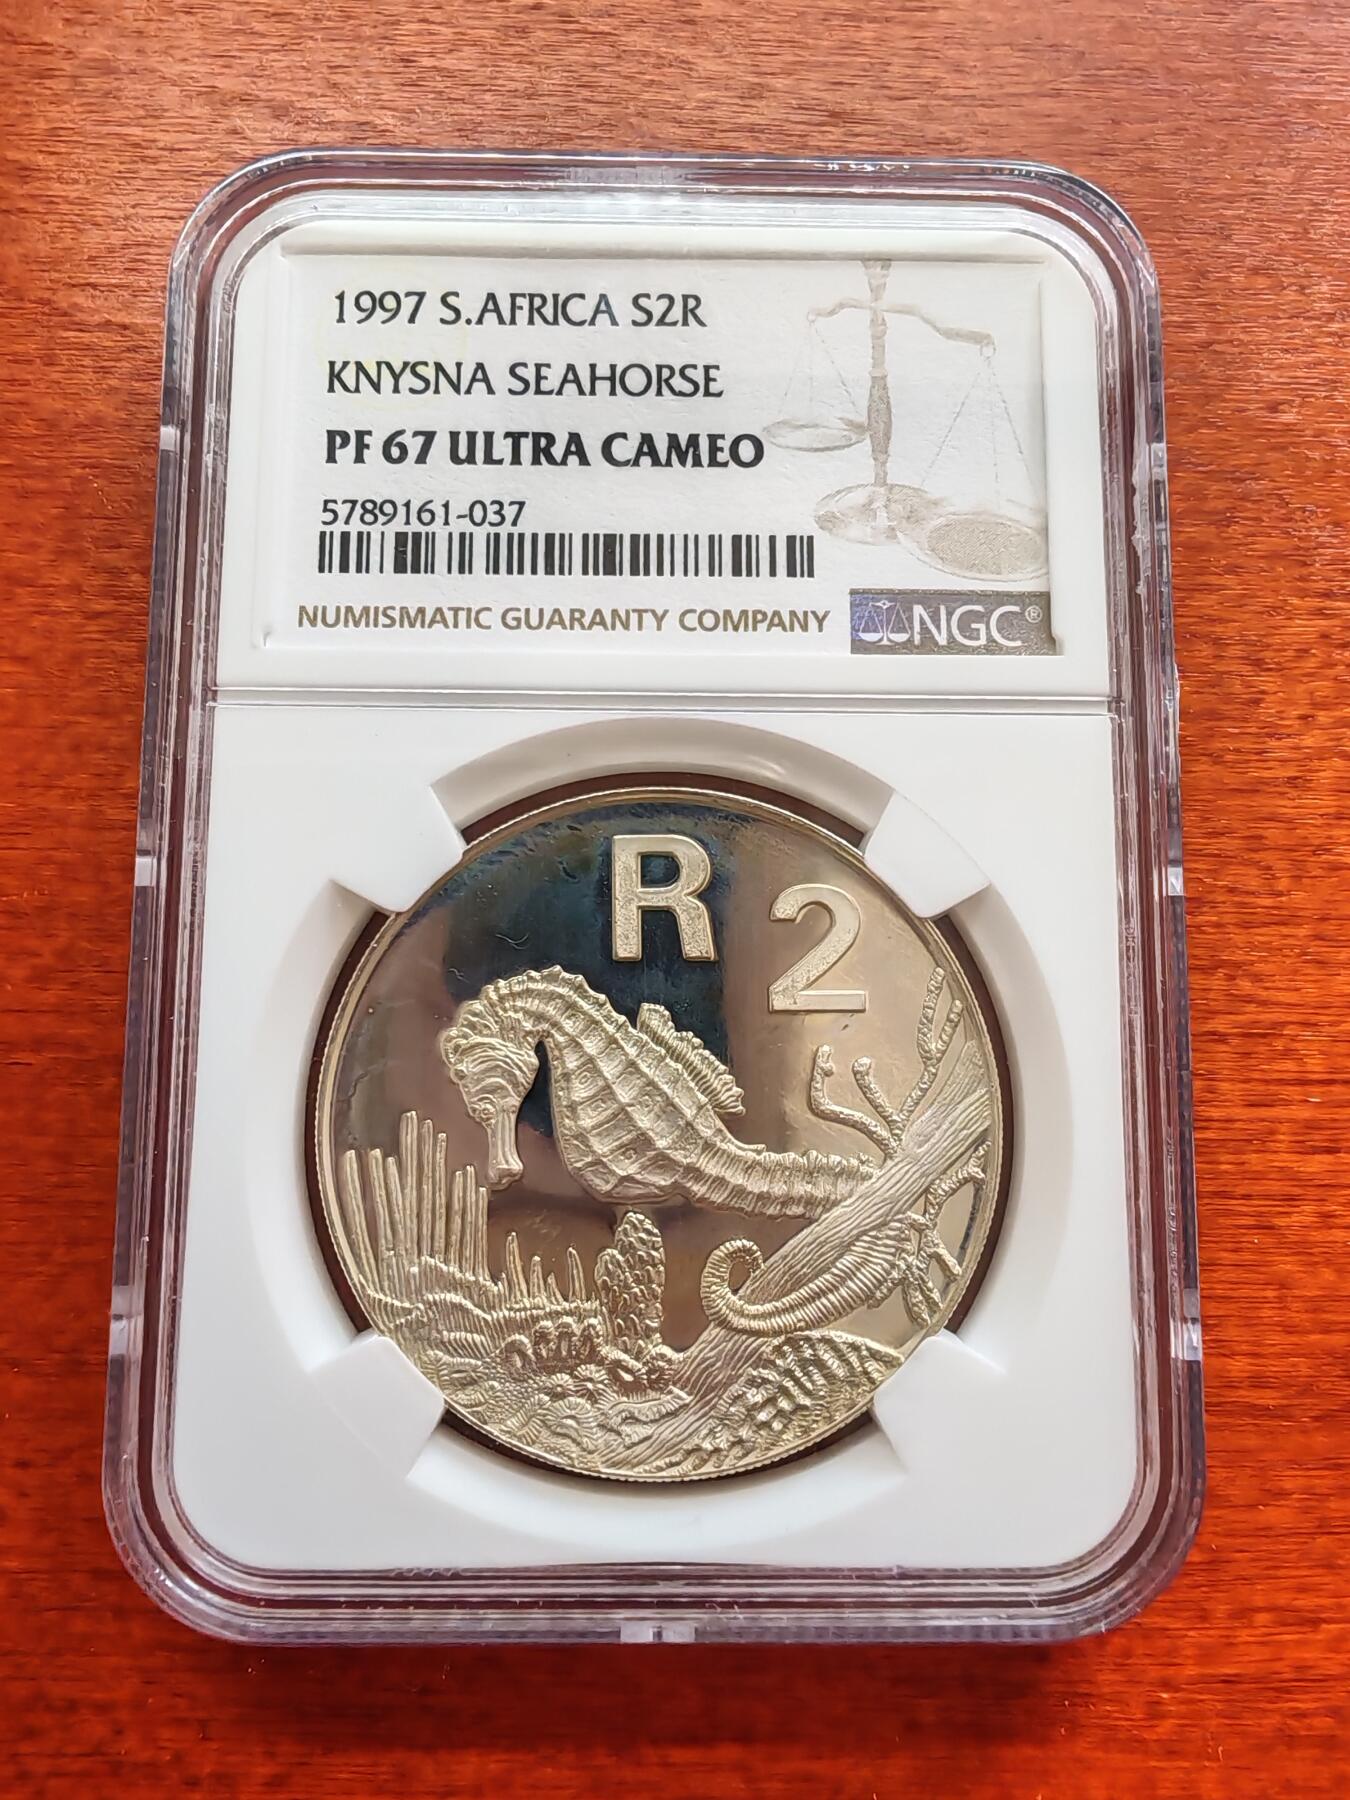 1997 S.AFRICA S2R
KNYSNA SEAHORSE
PF 67 ULTRA CAMEO
5789161-037
NUMISMATIC GUARANTY COMPANY
NGC®
R 2